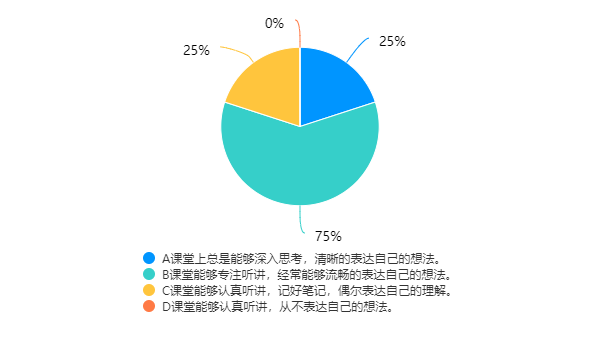 0%
25%
25%
75%
A课堂上总是能够深入思考，清晰的表达自己的想法。
B课堂能够专注听讲，经常能够流畅的表达自己的想法。
C课堂能够认真听讲，记好笔记，偶尔表达自己的理解。
D课堂能够认真听讲，从不表达自己的想法。